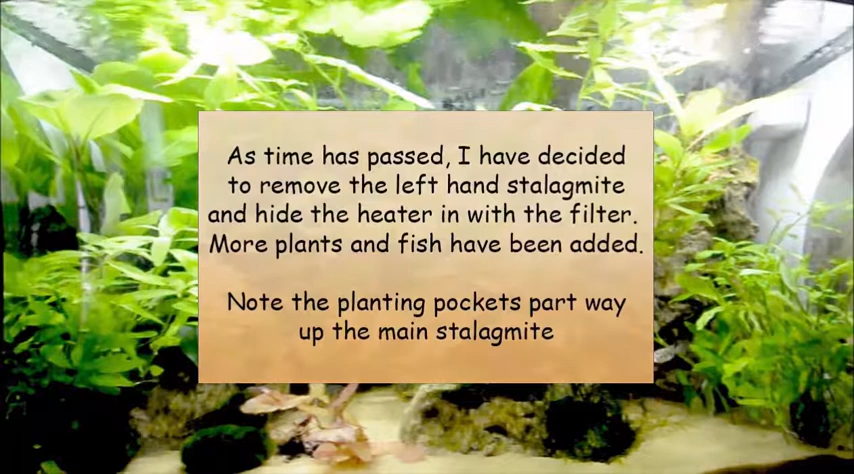 As time has passed, I have decided
to remove the left hand stalagmite
and hide the heater in with the filter.
More plants and fish have been added.
Note the planting pockets part way
up the main stalagmite